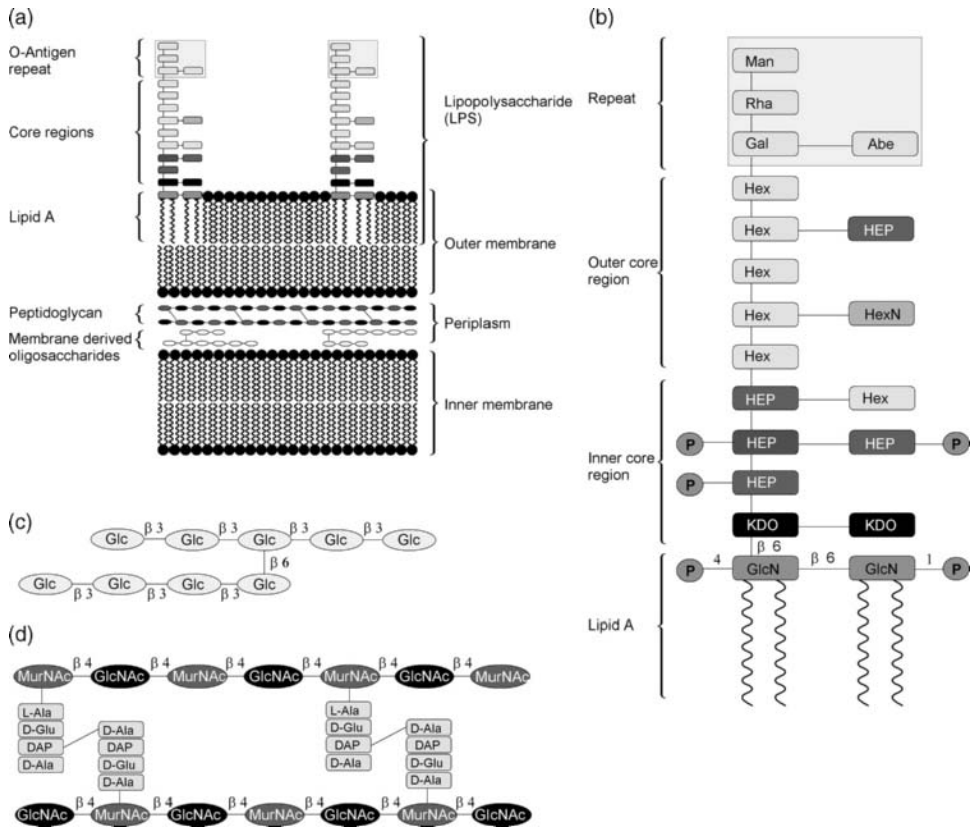 (a)
O-Antigen
repeat
Core regions
Lipid A
Peptidoglycan
Membrane derived
oligosaccharides
Lipopolysaccharide
(LPS)
Outer membrane
Periplasm
Inner membrane
(b)
Repeat
Man
Rha
Gal Abe
Outer core
region
Hex
Hex HEP
Hex
Hex HexN
Hex
Inner core
region
HEP Hex
P HEP HEP P
P HEP
KDO KDO
β 6
Lipid A
P 4 GlcN β 6 GlcN 1 P
(c)
β 3 β 3 β 3 β 3
Glc Glc Glc Glc Glc
β 6
Glc Glc Glc Glc
β 3 β 3 β 3
(d)
β 4 β 4 β 4 β 4 β 4 β 4
MurNAc GlcNAc MurNAc GlcNAc MurNAc GlcNAc MurNAc
L-Ala
D-Glu
DAP
D-Ala
D-Ala
DAP
D-Glu
D-Ala
L-Ala
D-Glu
DAP
D-Ala
D-Ala
DAP
D-Glu
D-Ala
β 4 β 4 β 4 β 4 β 4 β 4
GlcNAc MurNAc GlcNAc MurNAc GlcNAc MurNAc GlcNAc